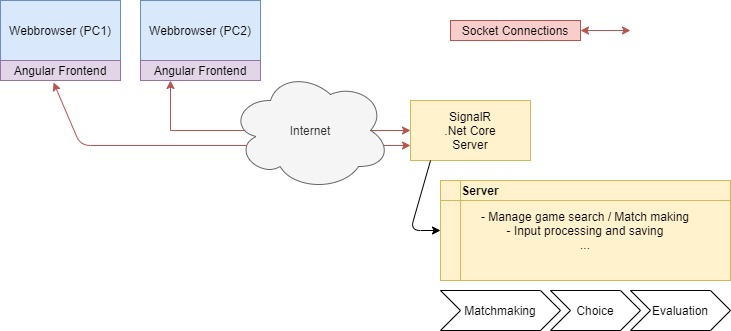 Webbrowser (PC1)
Angular Frontend
Webbrowser (PC2)
Angular Frontend
Socket Connections
Internet
SignalR
.Net Core
Server
Server
- Manage game search / Match making
- Input processing and saving
...
Matchmaking
Choice
Evaluation